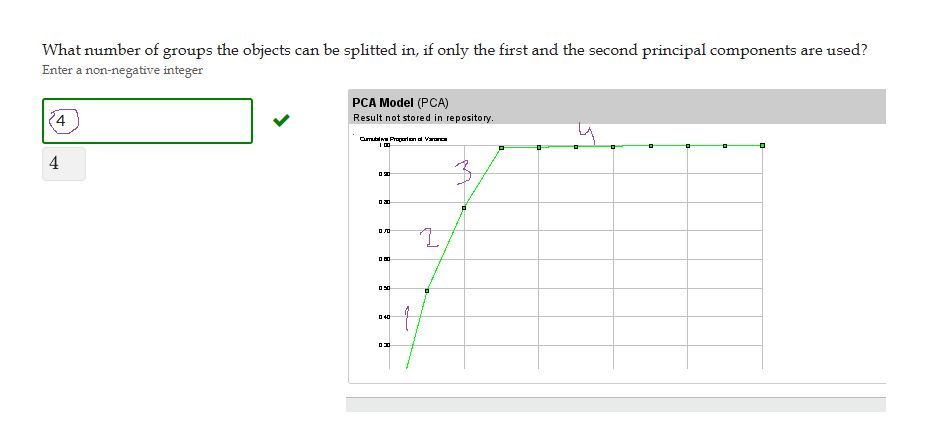 What number of groups the objects can be splitted in, if only the first and the second principal components are used?
Enter a non-negative integer
4
4
PCA Model (PCA)
Result not stored in repository.
Cumulative Proportion of Variance
1.00
0.90
0.80
0.70
0.60
0.50
0.40
0.30
1
2
3
4